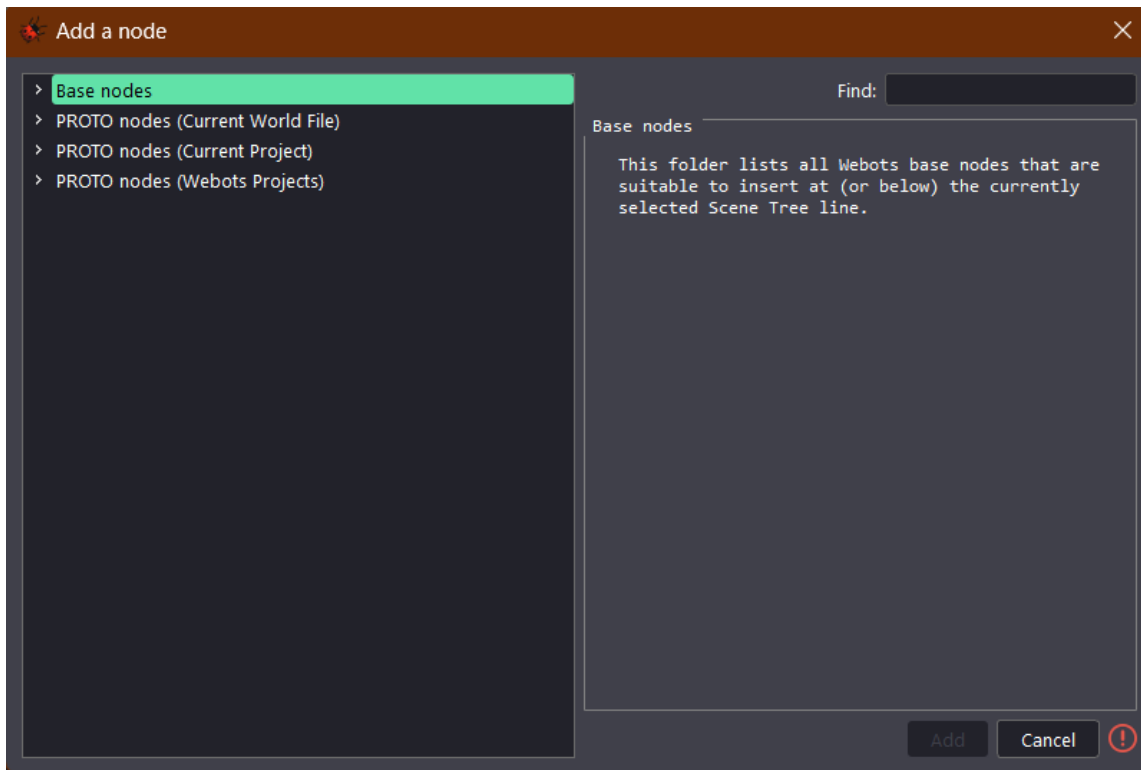 Add a node
Base nodes
PROTO nodes (Current World File)
PROTO nodes (Current Project)
PROTO nodes (Webots Projects)
Find:
Base nodes
This folder lists all Webots base nodes that are
suitable to insert at (or below) the currently
selected Scene Tree line.
Add
Cancel